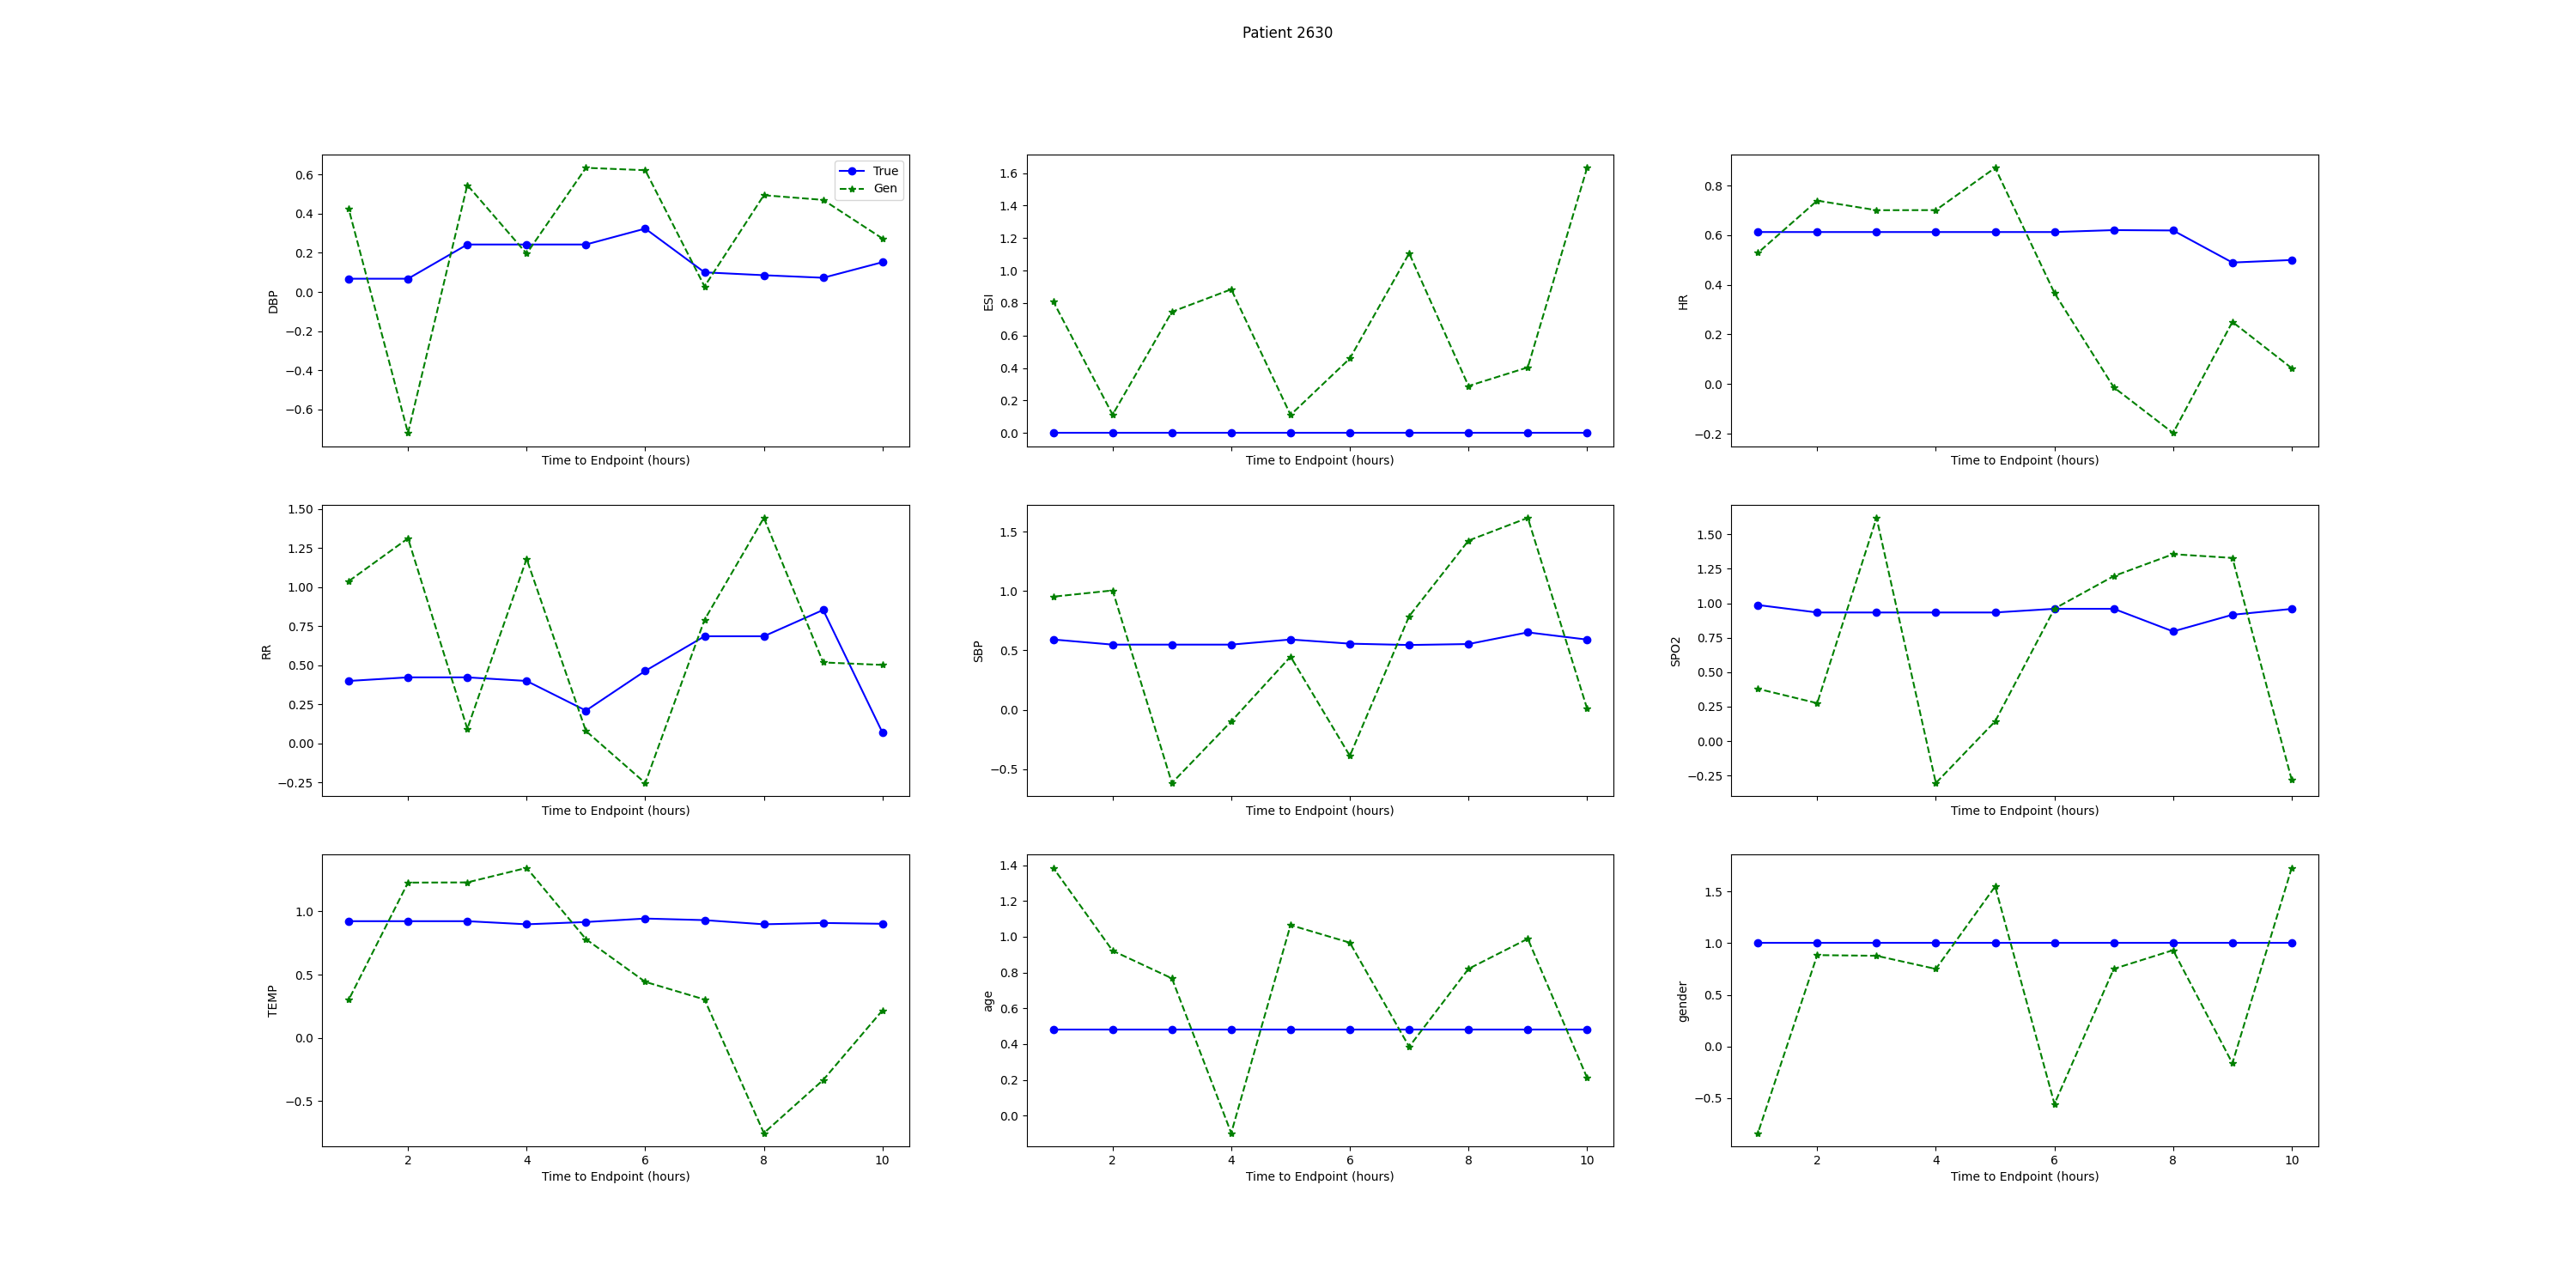 Patient 2630
True
Gen
0.6
0.4
0.2
0.0
−0.2
−0.4
−0.6
DBP
Time to Endpoint (hours)
1.6
1.4
1.2
1.0
0.8
0.6
0.4
0.2
0.0
ESI
Time to Endpoint (hours)
0.8
0.6
0.4
0.2
0.0
−0.2
HR
Time to Endpoint (hours)
1.50
1.25
1.00
0.75
0.50
0.25
0.00
−0.25
RR
Time to Endpoint (hours)
1.5
1.0
0.5
0.0
−0.5
SBP
Time to Endpoint (hours)
1.50
1.25
1.00
0.75
0.50
0.25
0.00
−0.25
SPO2
Time to Endpoint (hours)
1.0
0.5
0.0
−0.5
TEMP
2 4 6 8 10
Time to Endpoint (hours)
1.4
1.2
1.0
0.8
0.6
0.4
0.2
0.0
age
2 4 6 8 10
Time to Endpoint (hours)
1.5
1.0
0.5
0.0
−0.5
gender
2 4 6 8 10
Time to Endpoint (hours)